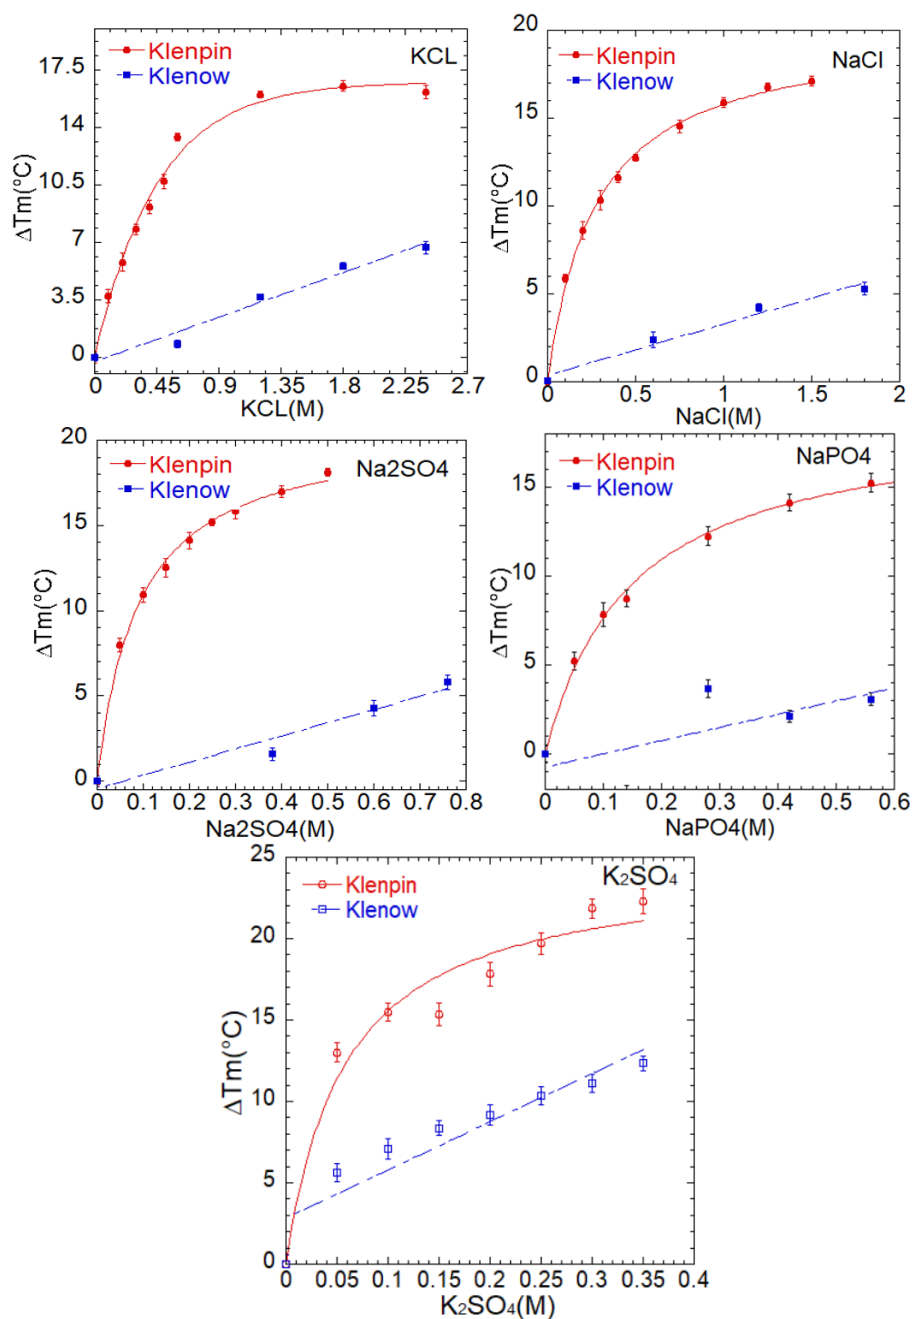 KCL
Klenpin
Klenow
ΔTm(°C)
17.5
14
10.5
7
3.5
0
0 0.45 0.9 1.35 1.8 2.25 2.7
KCL(M)
NaCl
Klenpin
Klenow
ΔTm(°C)
20
15
10
5
0
0 0.5 1 1.5 2
NaCl(M)
Na2SO4
Klenpin
Klenow
ΔTm(°C)
20
15
10
5
0
0 0.1 0.2 0.3 0.4 0.5 0.6 0.7 0.8
Na2SO4(M)
NaPO4
Klenpin
Klenow
ΔTm(°C)
15
10
5
0
0 0.1 0.2 0.3 0.4 0.5 0.6
NaPO4(M)
K₂SO₄
Klenpin
Klenow
ΔTm(°C)
25
20
15
10
5
0
0 0.05 0.1 0.15 0.2 0.25 0.3 0.35 0.4
K₂SO₄(M)